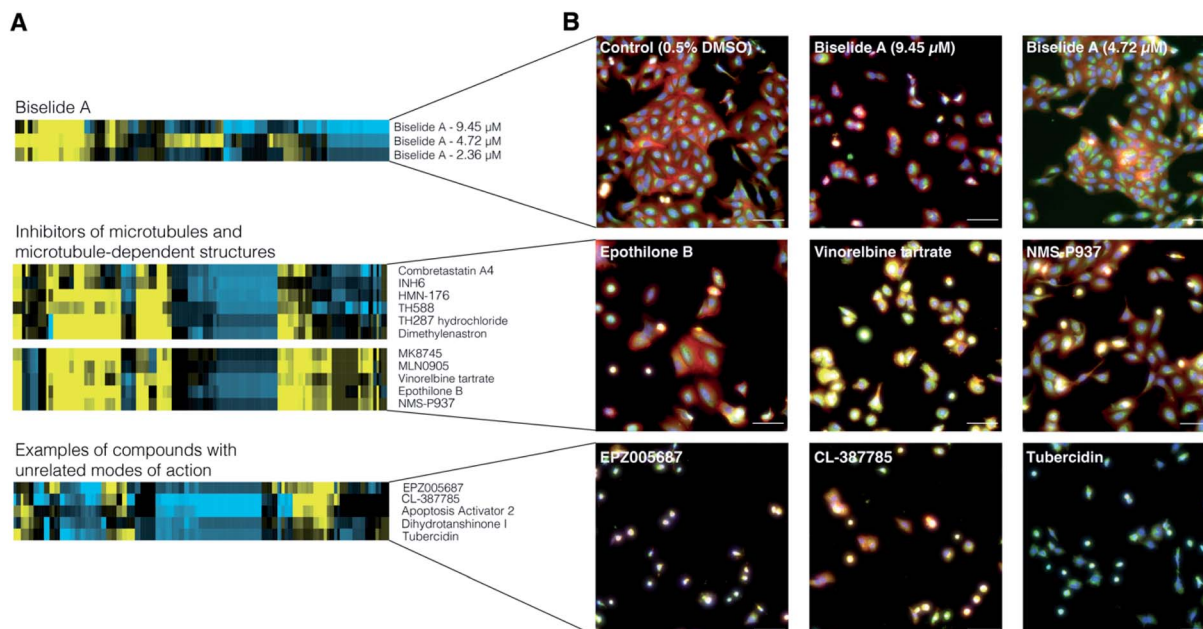 A
Biselide A
Biselide A - 9.45 µM
Biselide A - 4.72 µM
Biselide A - 2.36 µM
Inhibitors of microtubules and
microtubule-dependent structures
Combretastatin A4
INH6
HMN-176
TH588
TH287 hydrochloride
Dimethylenastron
MK8745
MLN0905
Vinorelbine tartrate
Epothilone B
NMS-P937
Examples of compounds with
unrelated modes of action
EPZ005687
CL-387785
Apoptosis Activator 2
Dihydrotanshinone I
Tubercidin
B
Control (0.5% DMSO)
Biselide A (9.45 µM)
Biselide A (4.72 µM)
Epothilone B
Vinorelbine tartrate
NMS-P937
EPZ005687
CL-387785
Tubercidin